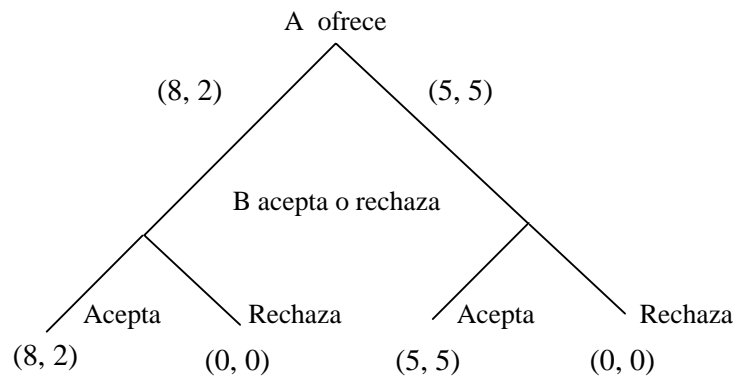 A ofrece
(8, 2) (5, 5)
B acepta o rechaza
Acepta Rechaza Acepta Rechaza
(8, 2) (0, 0) (5, 5) (0, 0)